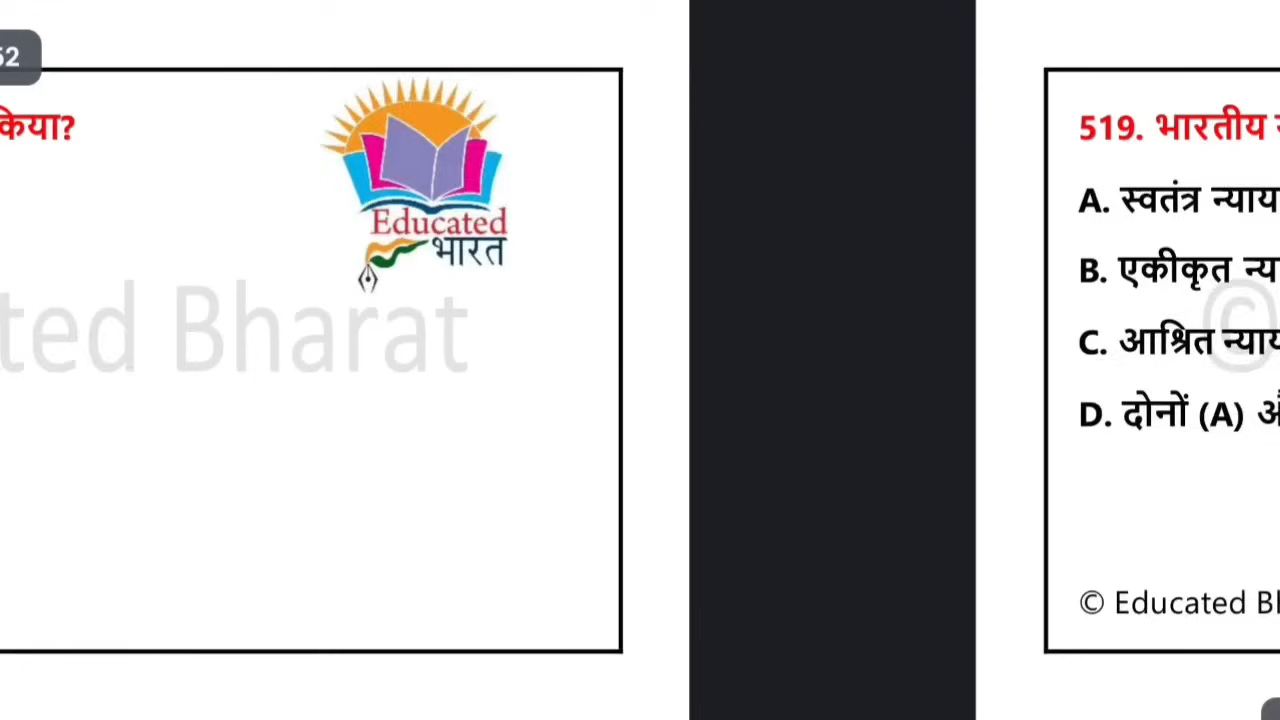 52
किया?
Educated
भारत
ted Bharat
519. भारतीय
A. स्वतंत्र न्याय
B. एकीकृत न्या
C. आश्रित न्याय
D. दोनों (A)
©
© Educated